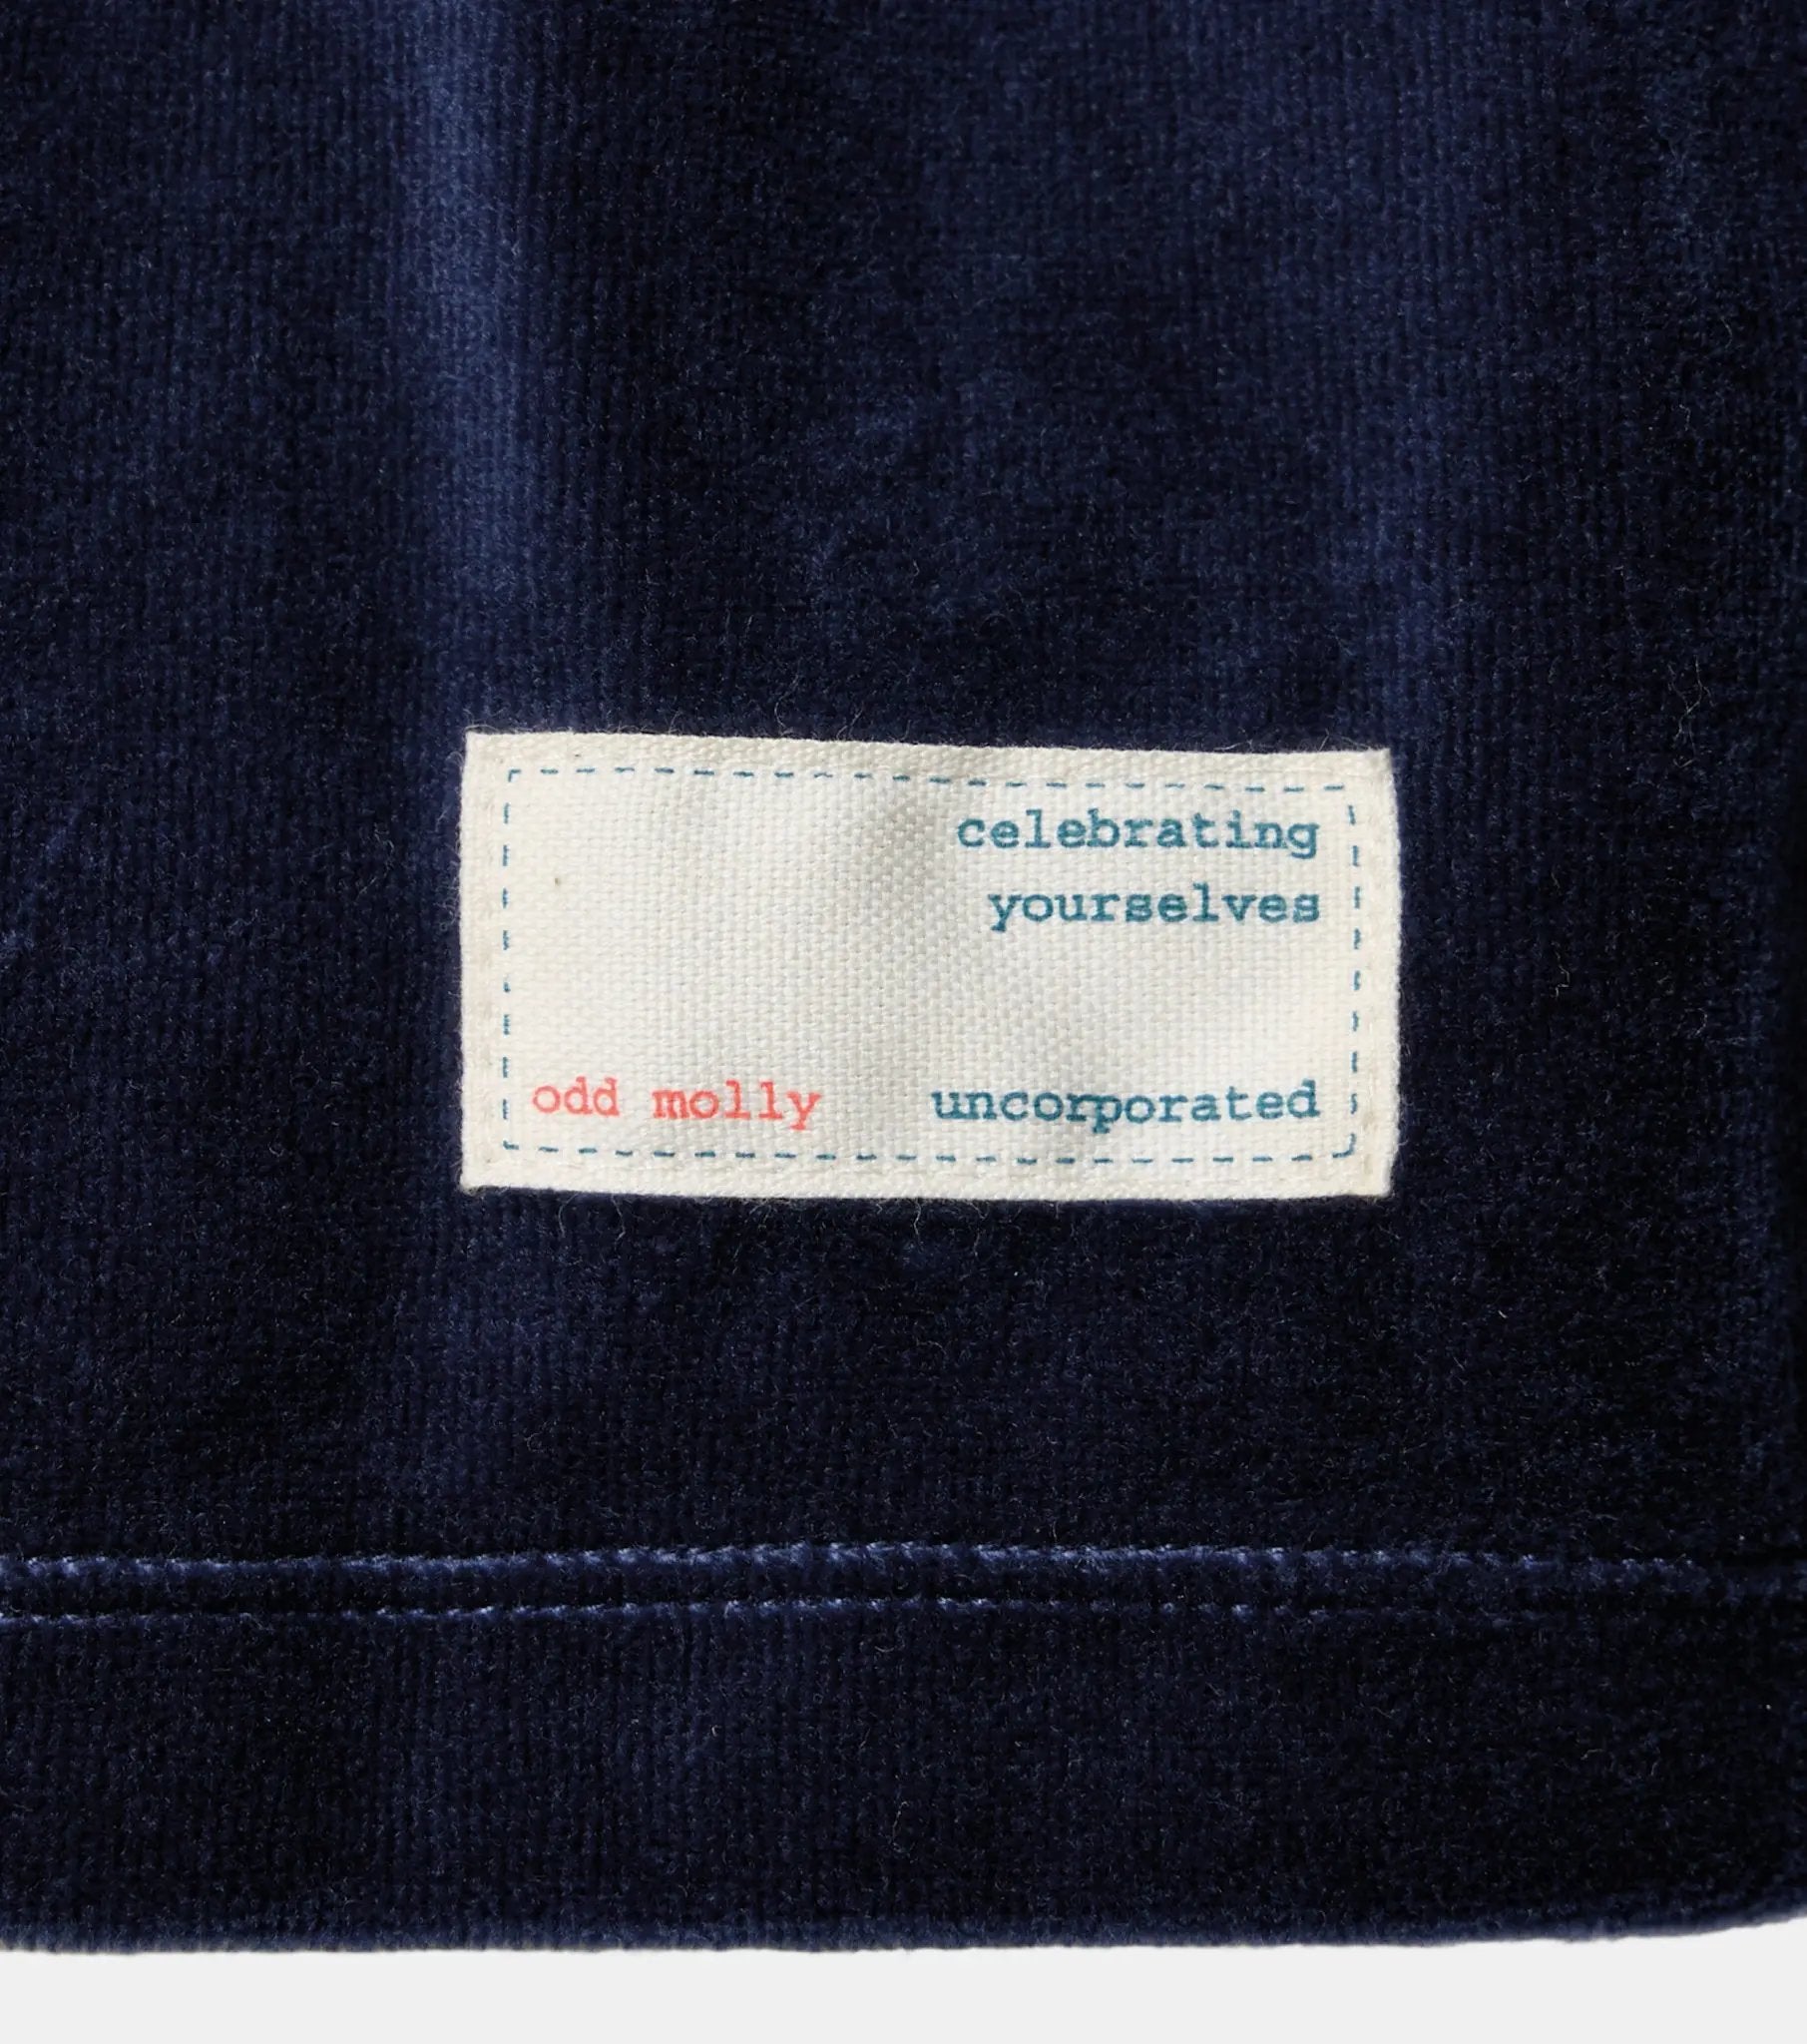 celebrating
yourselves
odd molly uncorporated